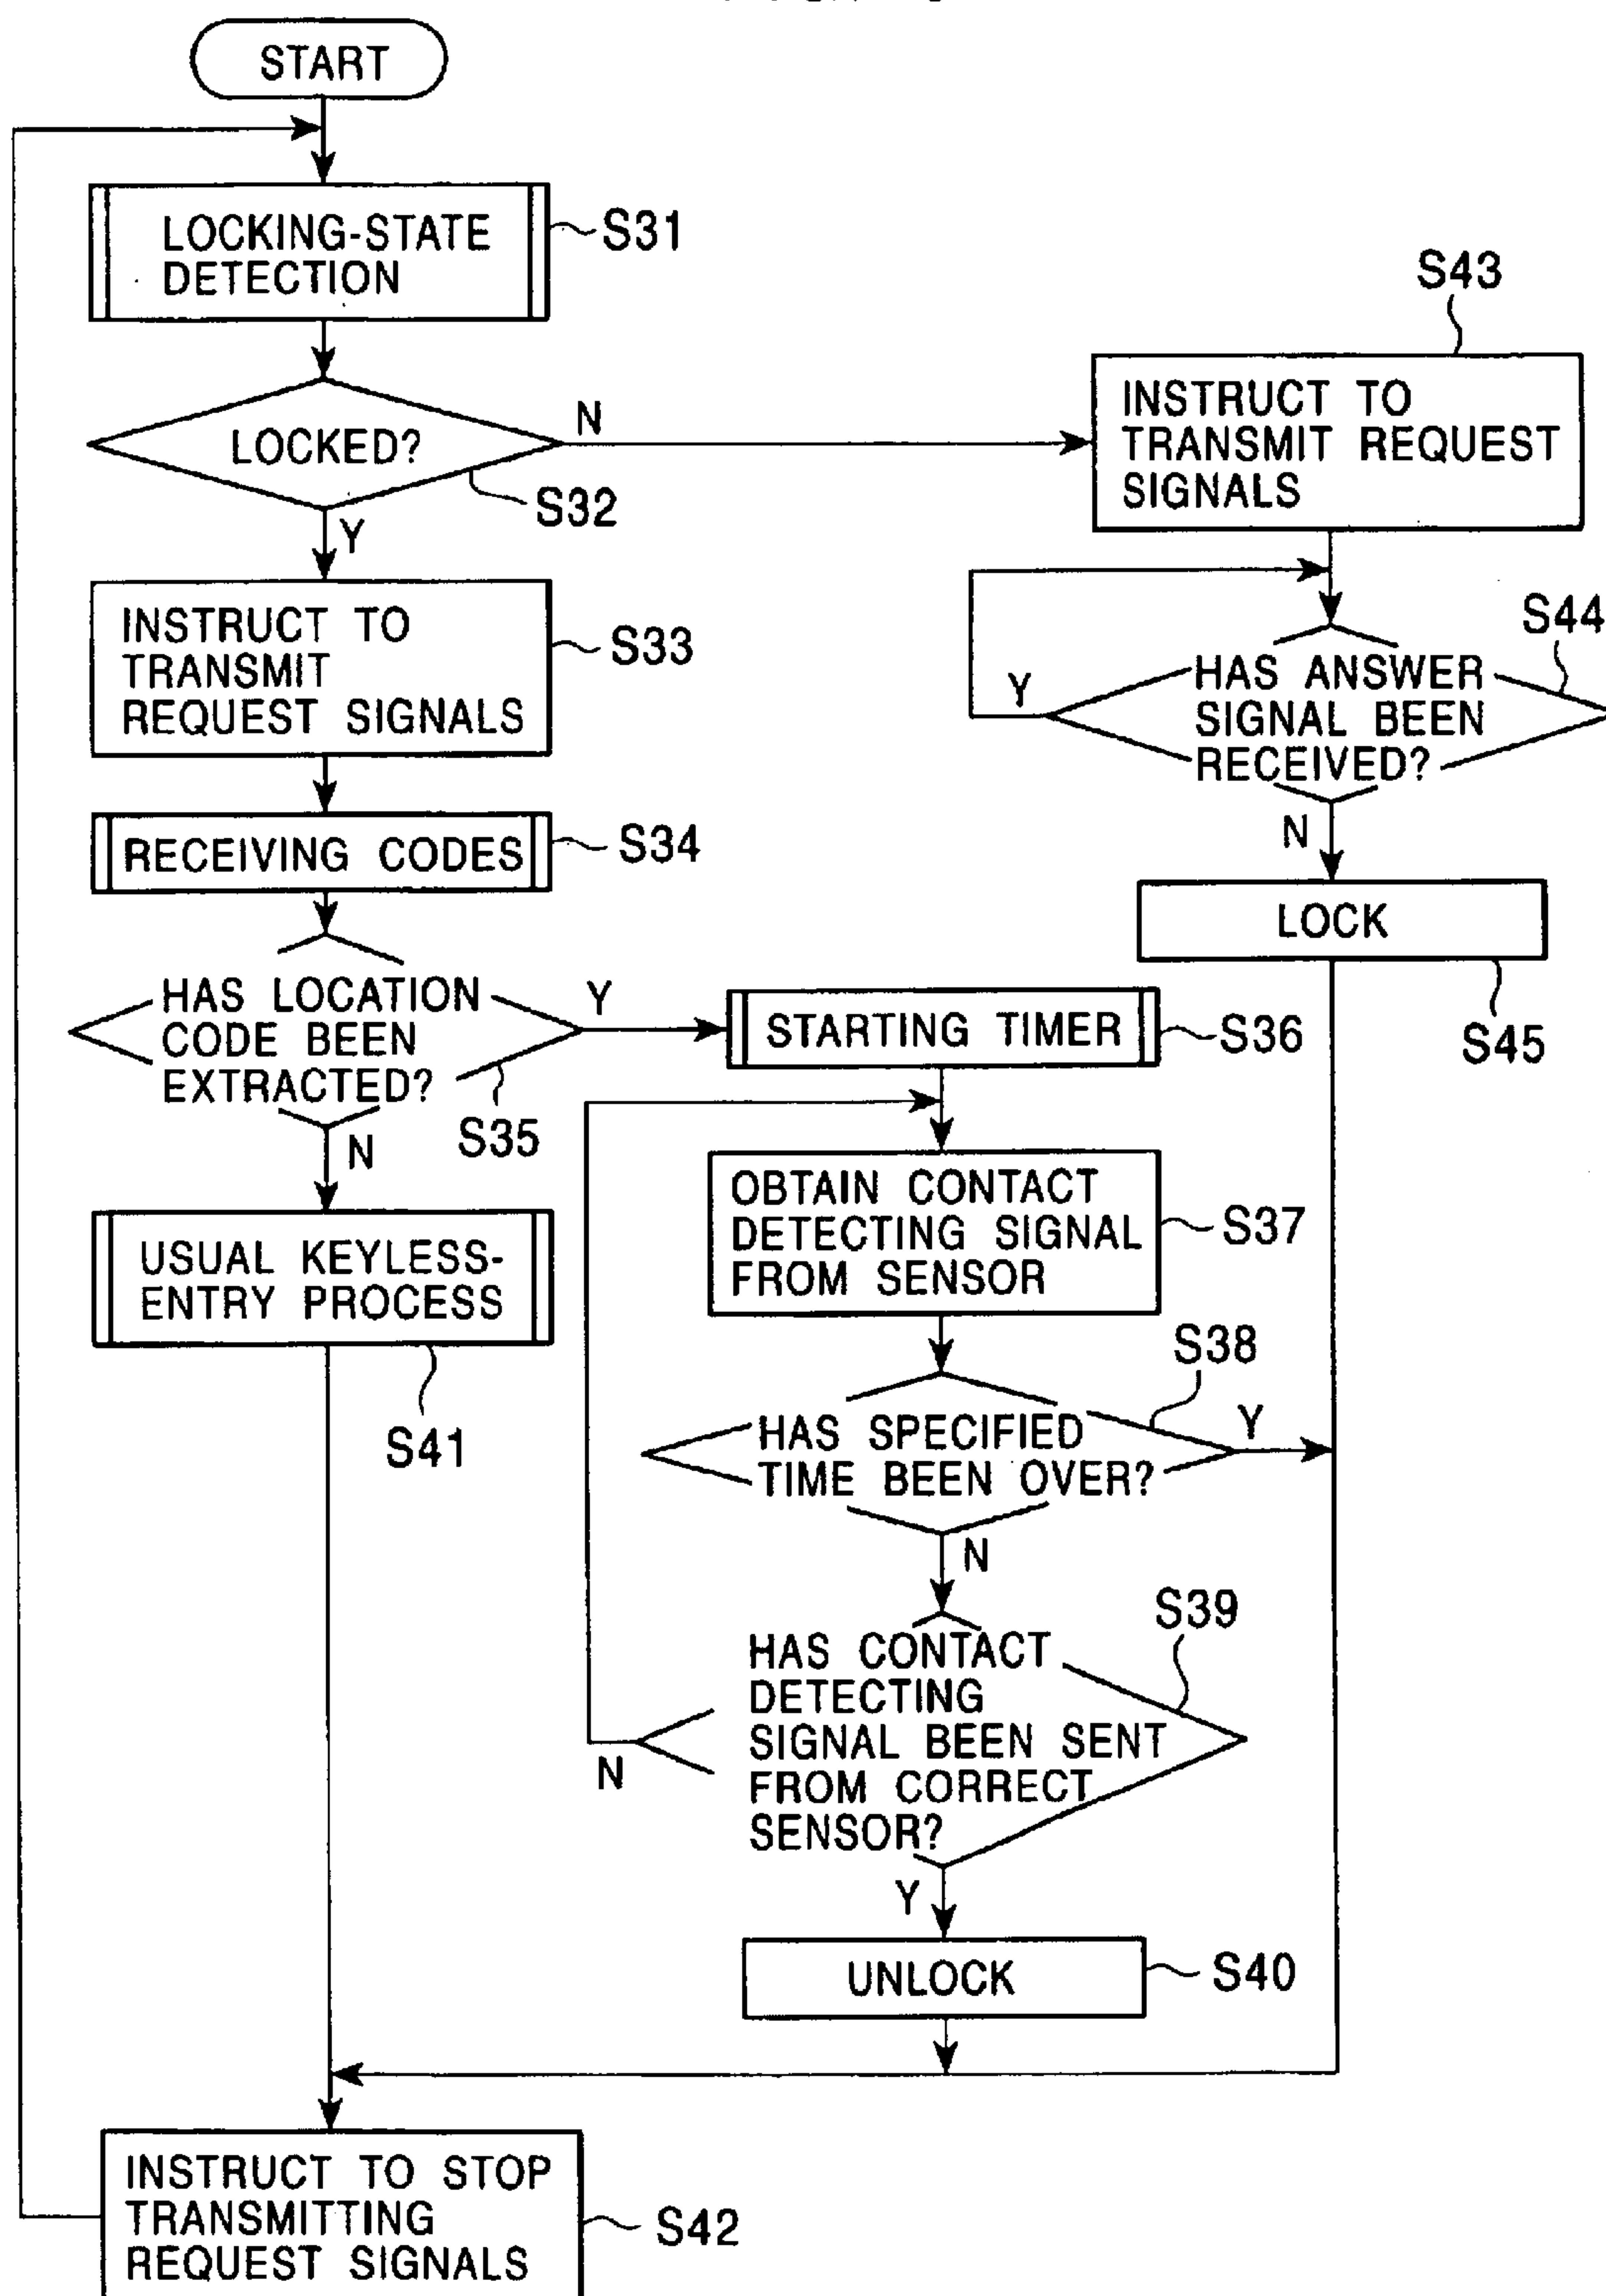 START
LOCKING-STATE
DETECTION
S31
LOCKED?
N
S32
Y
INSTRUCT TO
TRANSMIT
REQUEST SIGNALS
S33
RECEIVING CODES
S34
HAS LOCATION
CODE BEEN
EXTRACTED?
Y
S35
N
USUAL KEYLESS-
ENTRY PROCESS
S41
STARTING TIMER
S36
OBTAIN CONTACT
DETECTING SIGNAL
FROM SENSOR
S37
S38
HAS SPECIFIED
TIME BEEN OVER?
Y
N
S39
HAS CONTACT
DETECTING
SIGNAL BEEN SENT
FROM CORRECT
SENSOR?
N
Y
UNLOCK
S40
S43
INSTRUCT TO
TRANSMIT REQUEST
SIGNALS
S44
HAS ANSWER
SIGNAL BEEN
RECEIVED?
Y
N
LOCK
S45
INSTRUCT TO STOP
TRANSMITTING
REQUEST SIGNALS
S42